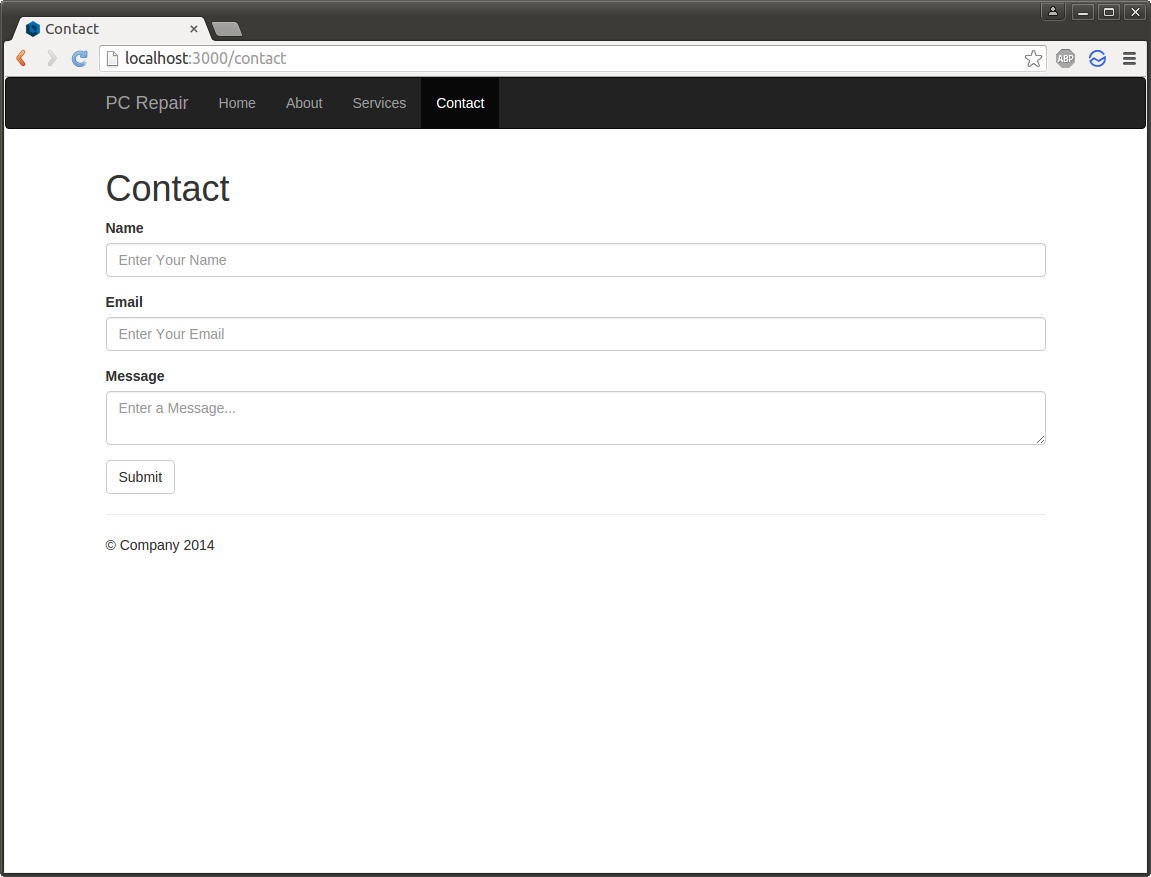 Contact
localhost:3000/contact
ABP
PC Repair Home About Services Contact
Contact
Name
Enter Your Name
Email
Enter Your Email
Message
Enter a Message...
Submit
© Company 2014